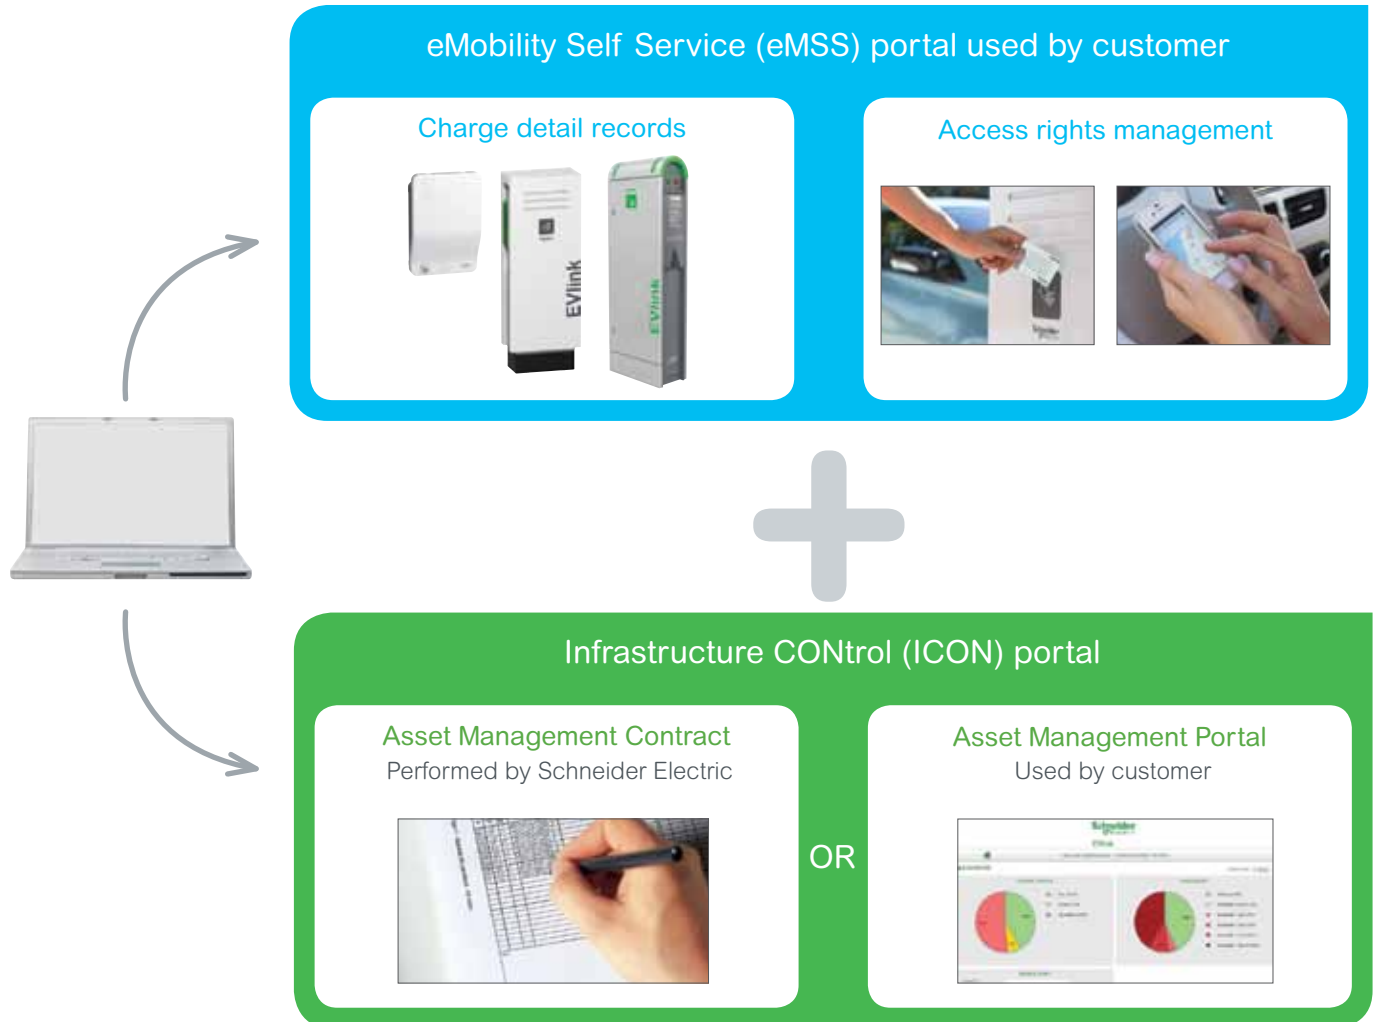 eMobility Self Service (eMSS) portal used by customer
Charge detail records
Access rights management
EVlink
EVlink
Schneider
Infrastructure CONtrol (ICON) portal
Asset Management Contract
Performed by Schneider Electric
OR
Asset Management Portal
Used by customer
Schneider